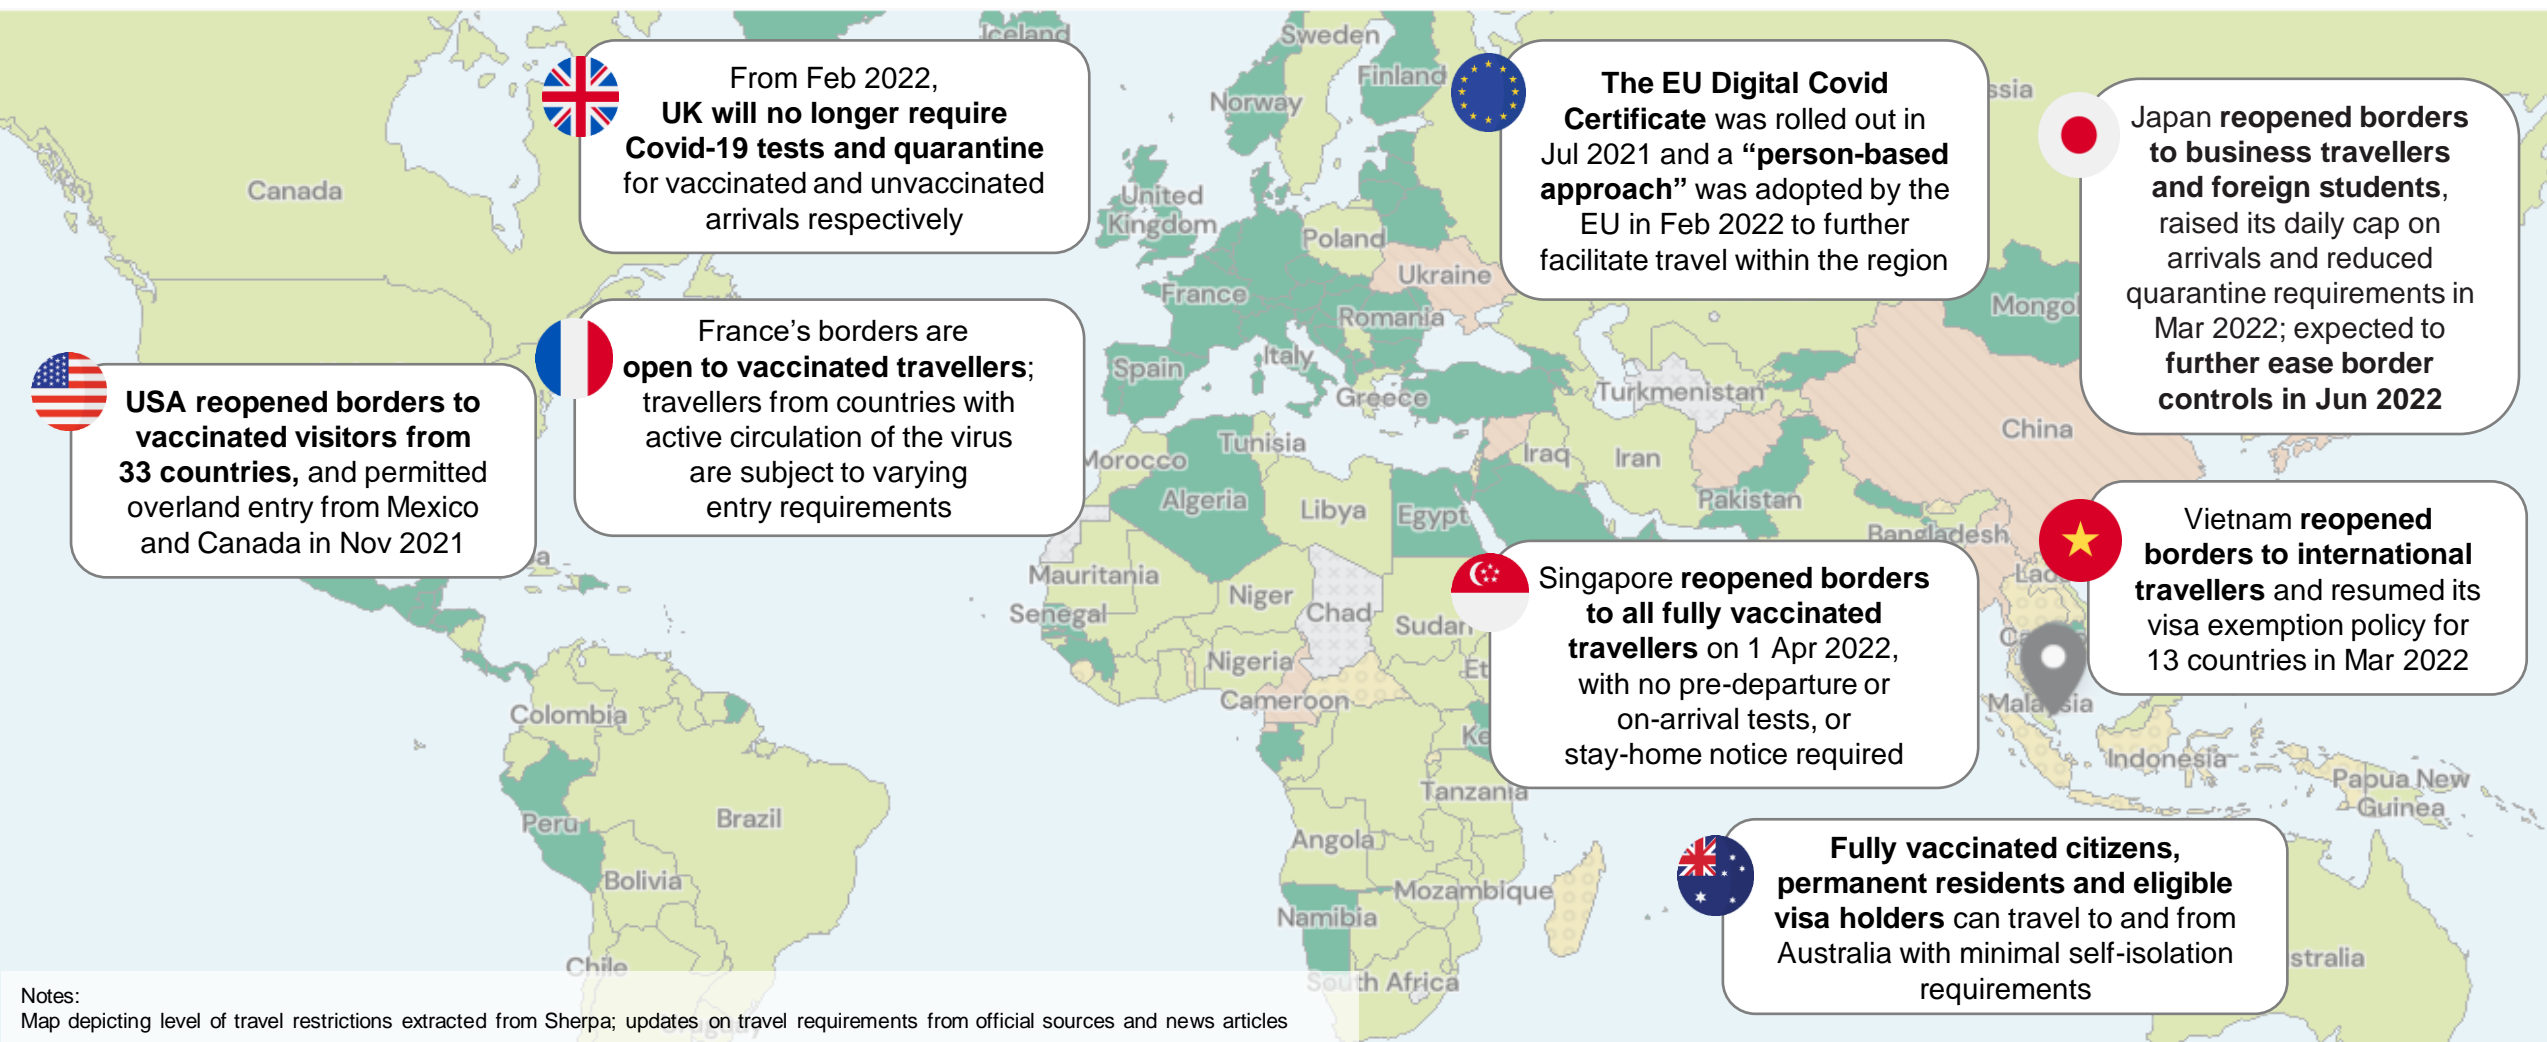 Iceland
Sweden
Finland
Norway
ssia
Canada
United
Kingdom
Poland
Ukraine
France
Romania
Mongol
Italy
Spain
Greece
Turkmenistan
China
Tunisia
Morocco
Iraq
Iran
Algeria
Libya
Egypt
Pakistan
Bangladesh
Mauritania
Niger
Chad
Sudan
Senegal
Nigeria
Et
Cameroon
Colombia
Ke
Malaysia
Indonesia
Papua New
Guinea
Tanzania
Peru
Brazil
Angola
Bolivia
Mozambique
Namibia
Chile
South Africa
stralia
From Feb 2022,
UK will no longer require
Covid-19 tests and quarantine
for vaccinated and unvaccinated
arrivals respectively
The EU Digital Covid
Certificate was rolled out in
Jul 2021 and a “person-based
approach” was adopted by the
EU in Feb 2022 to further
facilitate travel within the region
Japan reopened borders
to business travellers
and foreign students,
raised its daily cap on
arrivals and reduced
quarantine requirements in
Mar 2022; expected to
further ease border
controls in Jun 2022
France’s borders are
open to vaccinated travellers;
travellers from countries with
active circulation of the virus
are subject to varying
entry requirements
USA reopened borders to
vaccinated visitors from
33 countries, and permitted
overland entry from Mexico
and Canada in Nov 2021
Singapore reopened borders
to all fully vaccinated
travellers on 1 Apr 2022,
with no pre-departure or
on-arrival tests, or
stay-home notice required
Vietnam reopened
borders to international
travellers and resumed its
visa exemption policy for
13 countries in Mar 2022
Fully vaccinated citizens,
permanent residents and eligible
visa holders can travel to and from
Australia with minimal self-isolation
requirements
Notes:
Map depicting level of travel restrictions extracted from Sherpa; updates on travel requirements from official sources and news articles